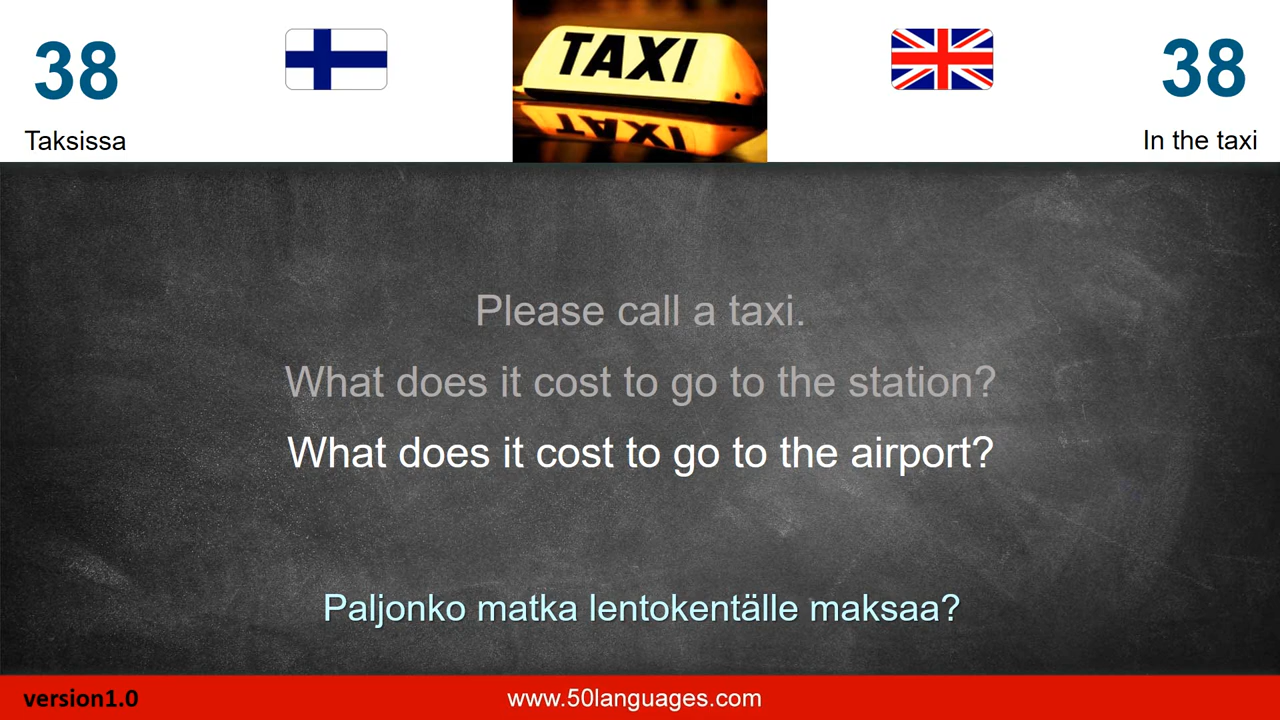 38
Taksissa
TAXI
38
In the taxi
Please call a taxi.
What does it cost to go to the station?
What does it cost to go to the airport?
Paljonko matka lentokentälle maksaa?
version1.0
www.50languages.com